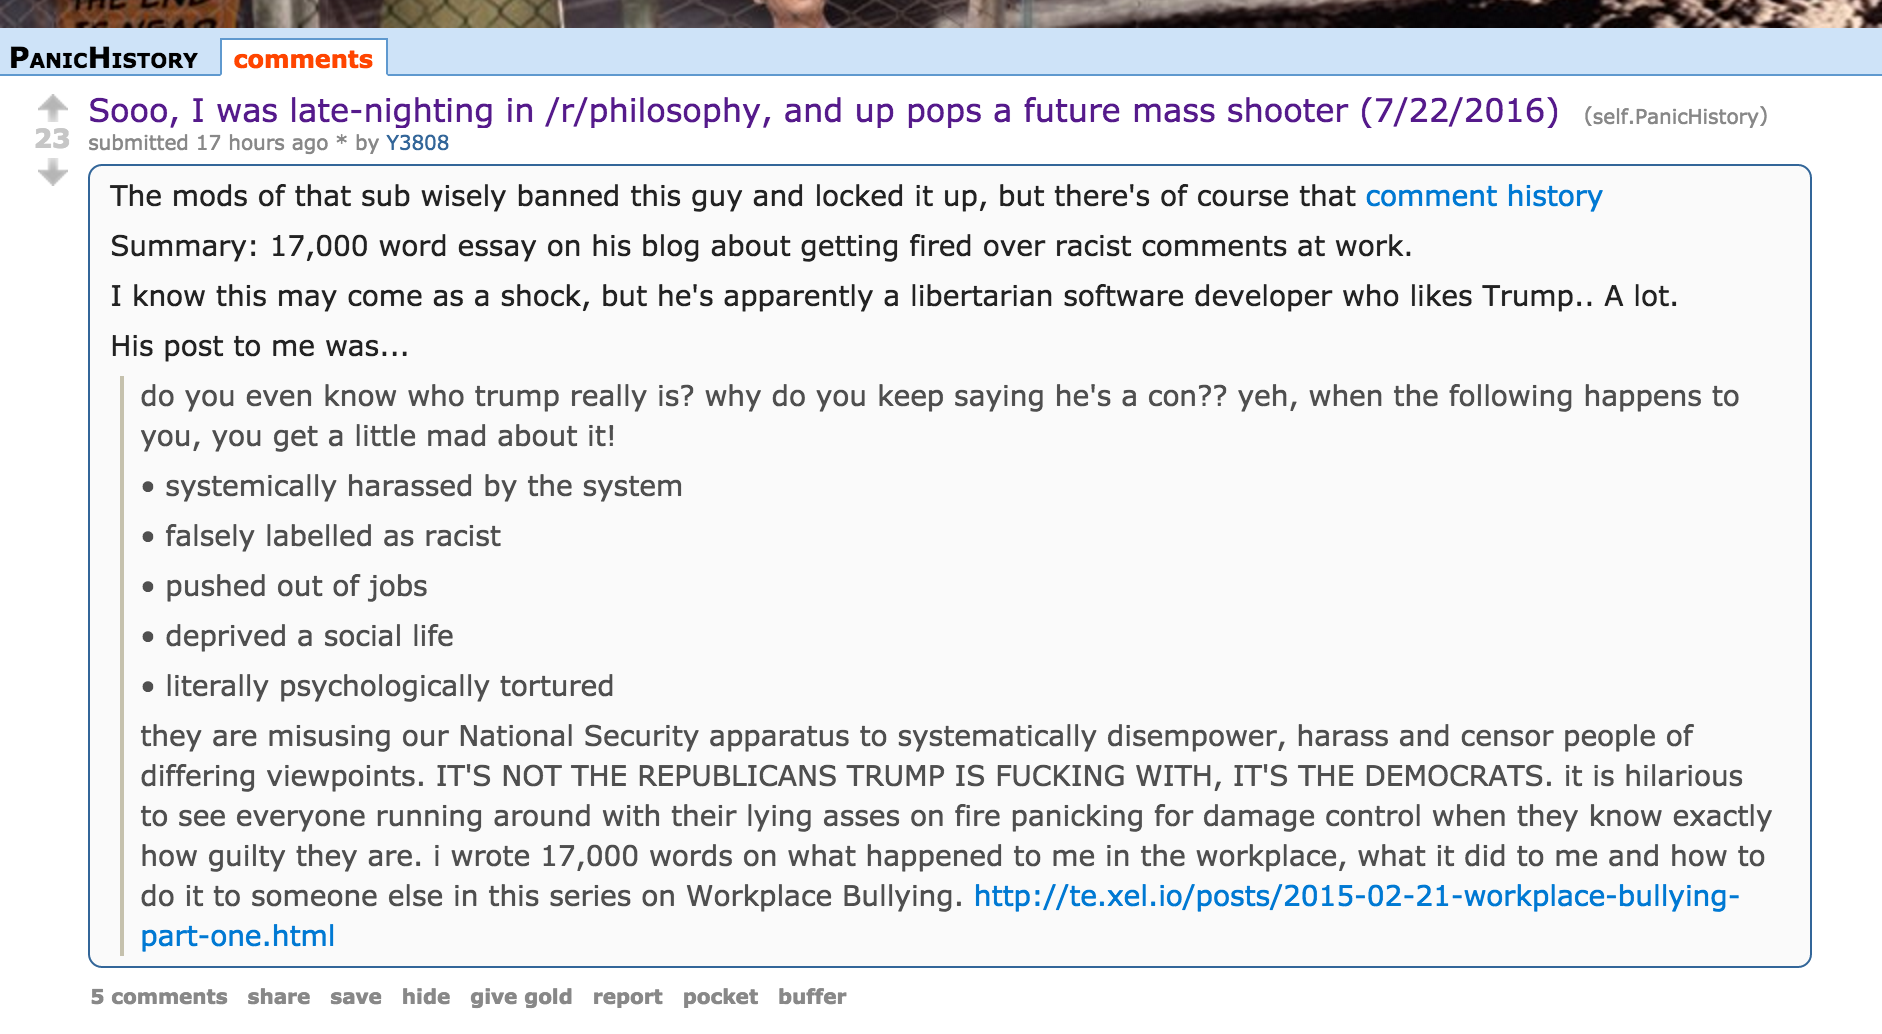 THE END
IS NEAR
PanicHistory comments
Sooo, I was late-nighting in /r/philosophy, and up pops a future mass shooter (7/22/2016) (self.PanicHistory)
23
submitted 17 hours ago * by Y3808
The mods of that sub wisely banned this guy and locked it up, but there's of course that comment history
Summary: 17,000 word essay on his blog about getting fired over racist comments at work.
I know this may come as a shock, but he's apparently a libertarian software developer who likes Trump.. A lot.
His post to me was...
do you even know who trump really is? why do you keep saying he's a con?? yeh, when the following happens to
you, you get a little mad about it!
• systemically harassed by the system
• falsely labelled as racist
• pushed out of jobs
• deprived a social life
• literally psychologically tortured
they are misusing our National Security apparatus to systematically disempower, harass and censor people of
differing viewpoints. IT'S NOT THE REPUBLICANS TRUMP IS FUCKING WITH, IT'S THE DEMOCRATS. it is hilarious
to see everyone running around with their lying asses on fire panicking for damage control when they know exactly
how guilty they are. i wrote 17,000 words on what happened to me in the workplace, what it did to me and how to
do it to someone else in this series on Workplace Bullying. http://te.xel.io/posts/2015-02-21-workplace-bullying-
part-one.html
5 comments share save hide give gold report pocket buffer